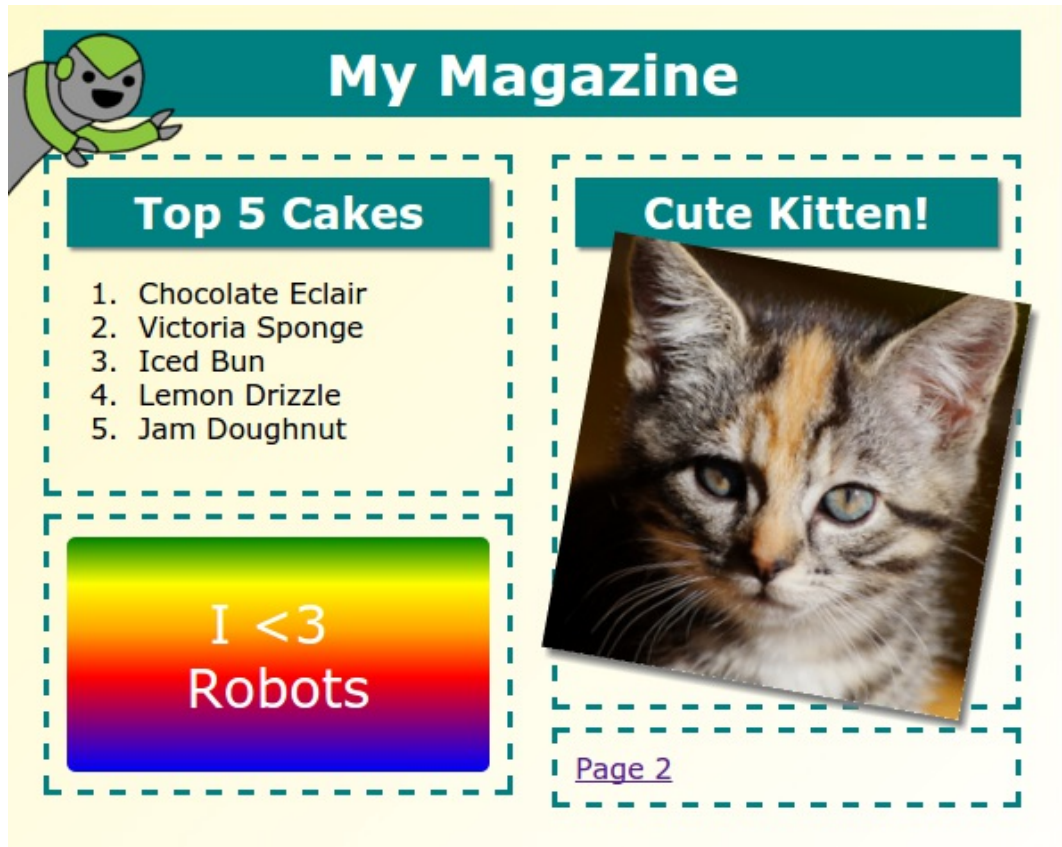 My Magazine
Top 5 Cakes
1. Chocolate Eclair
2. Victoria Sponge
3. Iced Bun
4. Lemon Drizzle
5. Jam Doughnut
I <3
Robots
Cute Kitten!
Page 2